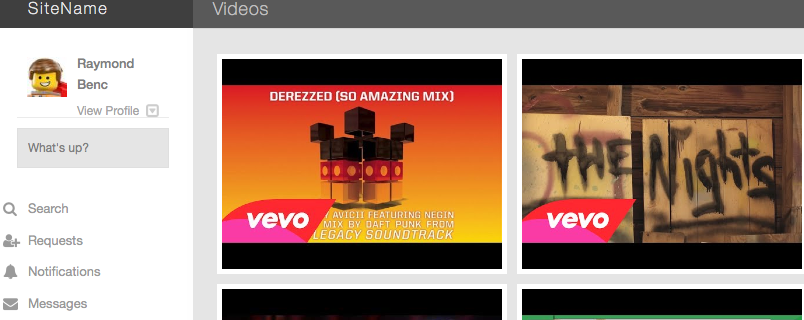 SiteName
Videos
Raymond
Benc
View Profile
What's up?
Search
Requests
Notifications
Messages
DEREZZED (SO AMAZING MIX)
vevo
AVICII FEATURING NEGIN
MIX BY DAFT PUNK FROM
LEGACY SOUNDTRACK
THE Nights
vevo